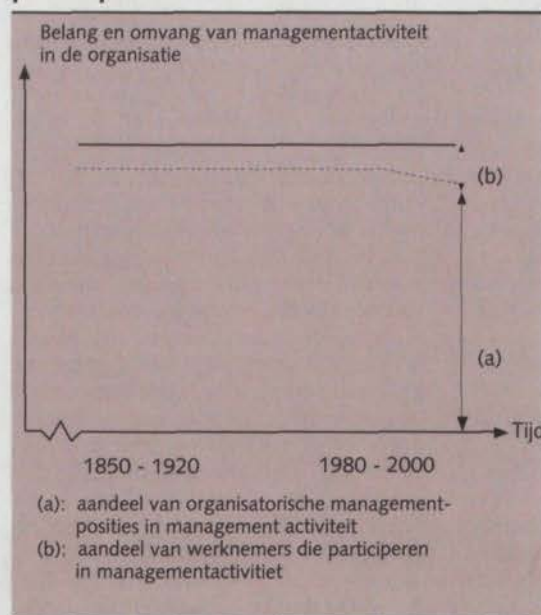 Belang en omvang van managementactiviteit
in de organisatie
(b)
(a)
Tijd
1850 - 1920 1980 - 2000
(a): aandeel van organisatorische management-
posities in management activiteit
(b): aandeel van werknemers die participeren
in managementactivitiet